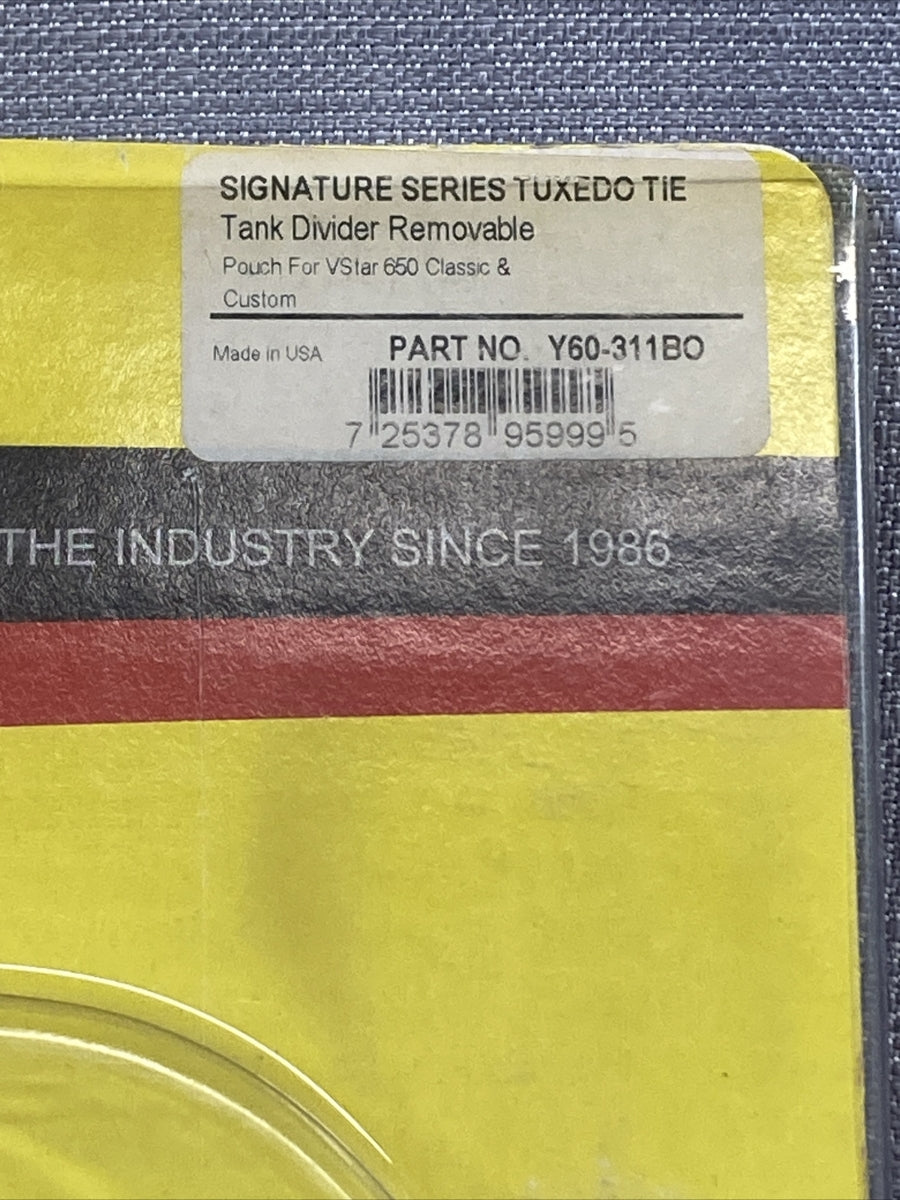 SIGNATURE SERIES TUXEDO TIE
Tank Divider Removable
Pouch For VStar 650 Classic &
Custom
Made in USA PART NO. Y60-311BO
7 25378 95999 5
THE INDUSTRY SINCE 1986